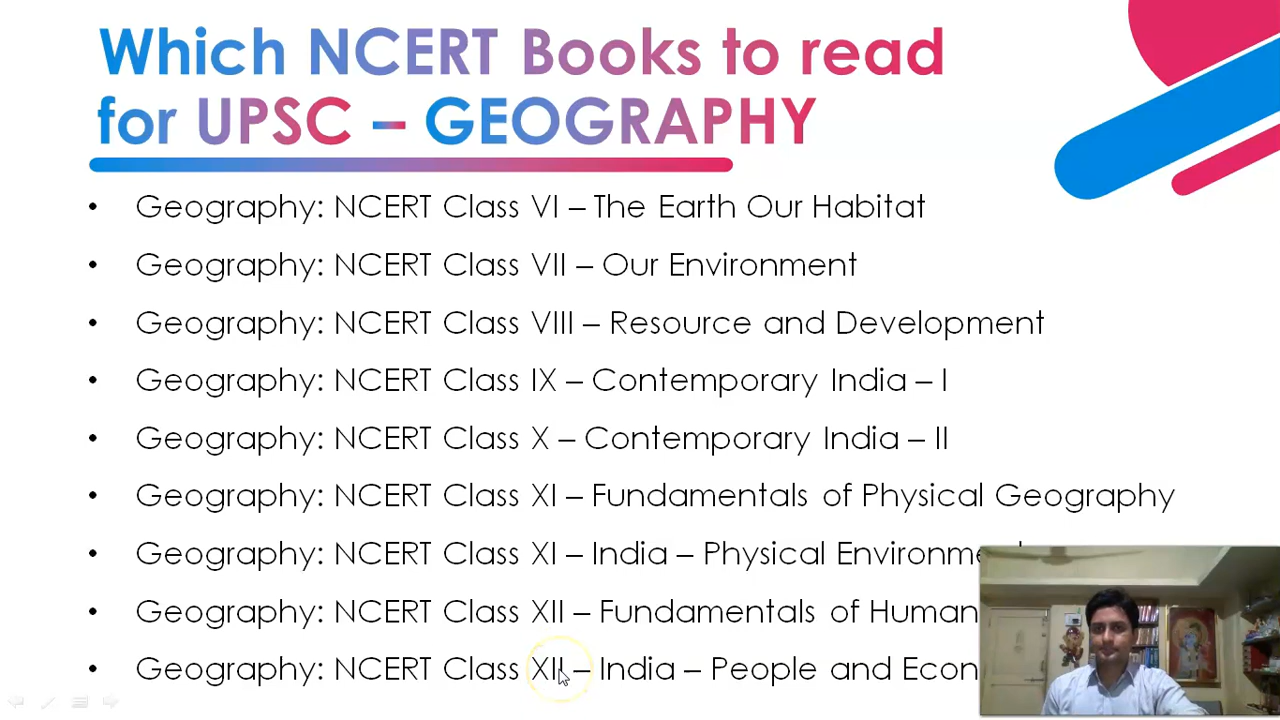 Which NCERT Books to read
for UPSC – GEOGRAPHY
• Geography: NCERT Class VI – The Earth Our Habitat
• Geography: NCERT Class VII – Our Environment
• Geography: NCERT Class VIII – Resource and Development
• Geography: NCERT Class IX – Contemporary India – I
• Geography: NCERT Class X – Contemporary India – II
• Geography: NCERT Class XI – Fundamentals of Physical Geography
• Geography: NCERT Class XI – India – Physical
• Geography: NCERT Class XII – Fundamentals of Human
• Geography: NCERT Class XII – India – People and